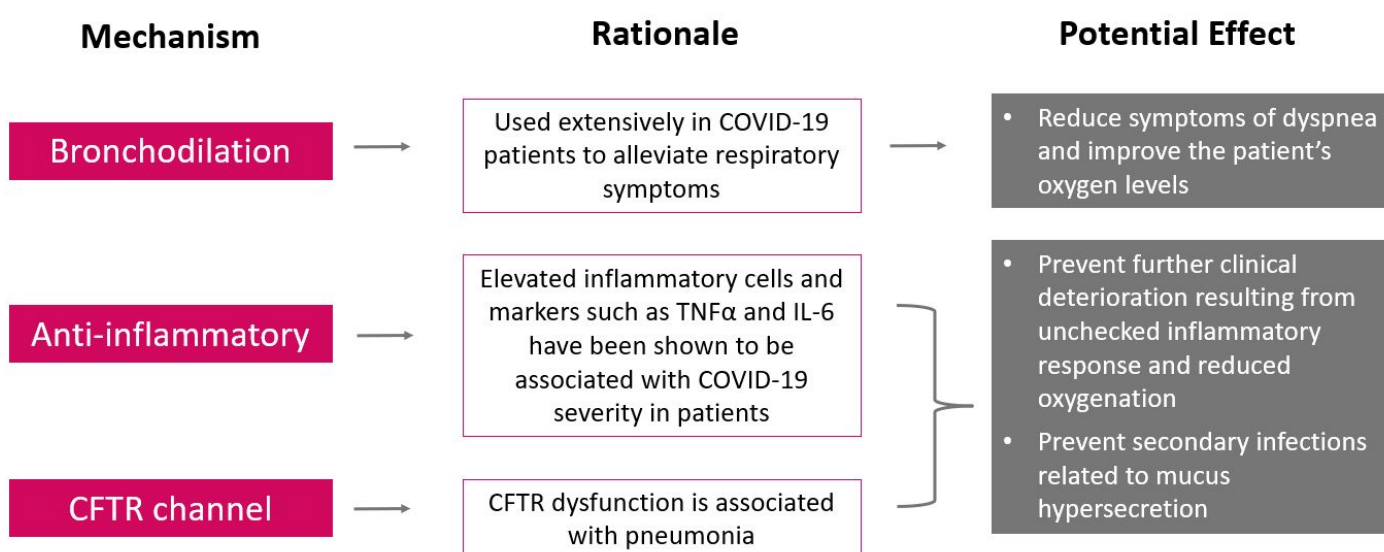 Mechanism
Rationale
Potential Effect
Bronchodilation
Used extensively in COVID-19
patients to alleviate respiratory
symptoms
• Reduce symptoms of dyspnea
and improve the patient’s
oxygen levels
Anti-inflammatory
Elevated inflammatory cells and
markers such as TNFα and IL-6
have been shown to be
associated with COVID-19
severity in patients
CFTR channel
CFTR dysfunction is associated
with pneumonia
• Prevent further clinical
deterioration resulting from
unchecked inflammatory
response and reduced
oxygenation
• Prevent secondary infections
related to mucus
hypersecretion